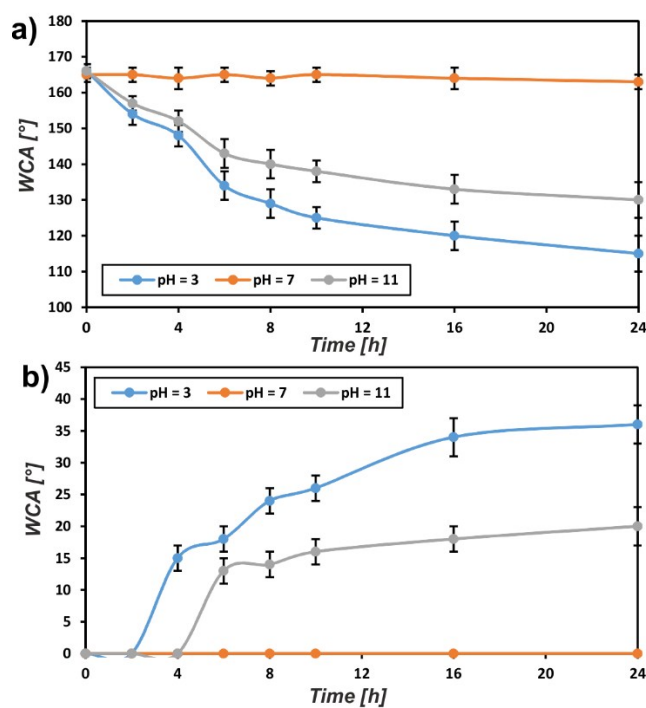 a)
170
160
150
140
130
120
110
100
WCA [°]
pH = 3 pH = 7 pH = 11
0 4 8 12 16 20 24
Time [h]
b)
45
40
35
30
25
20
15
10
5
0
WCA [°]
pH = 3 pH = 7 pH = 11
0 4 8 12 16 20 24
Time [h]